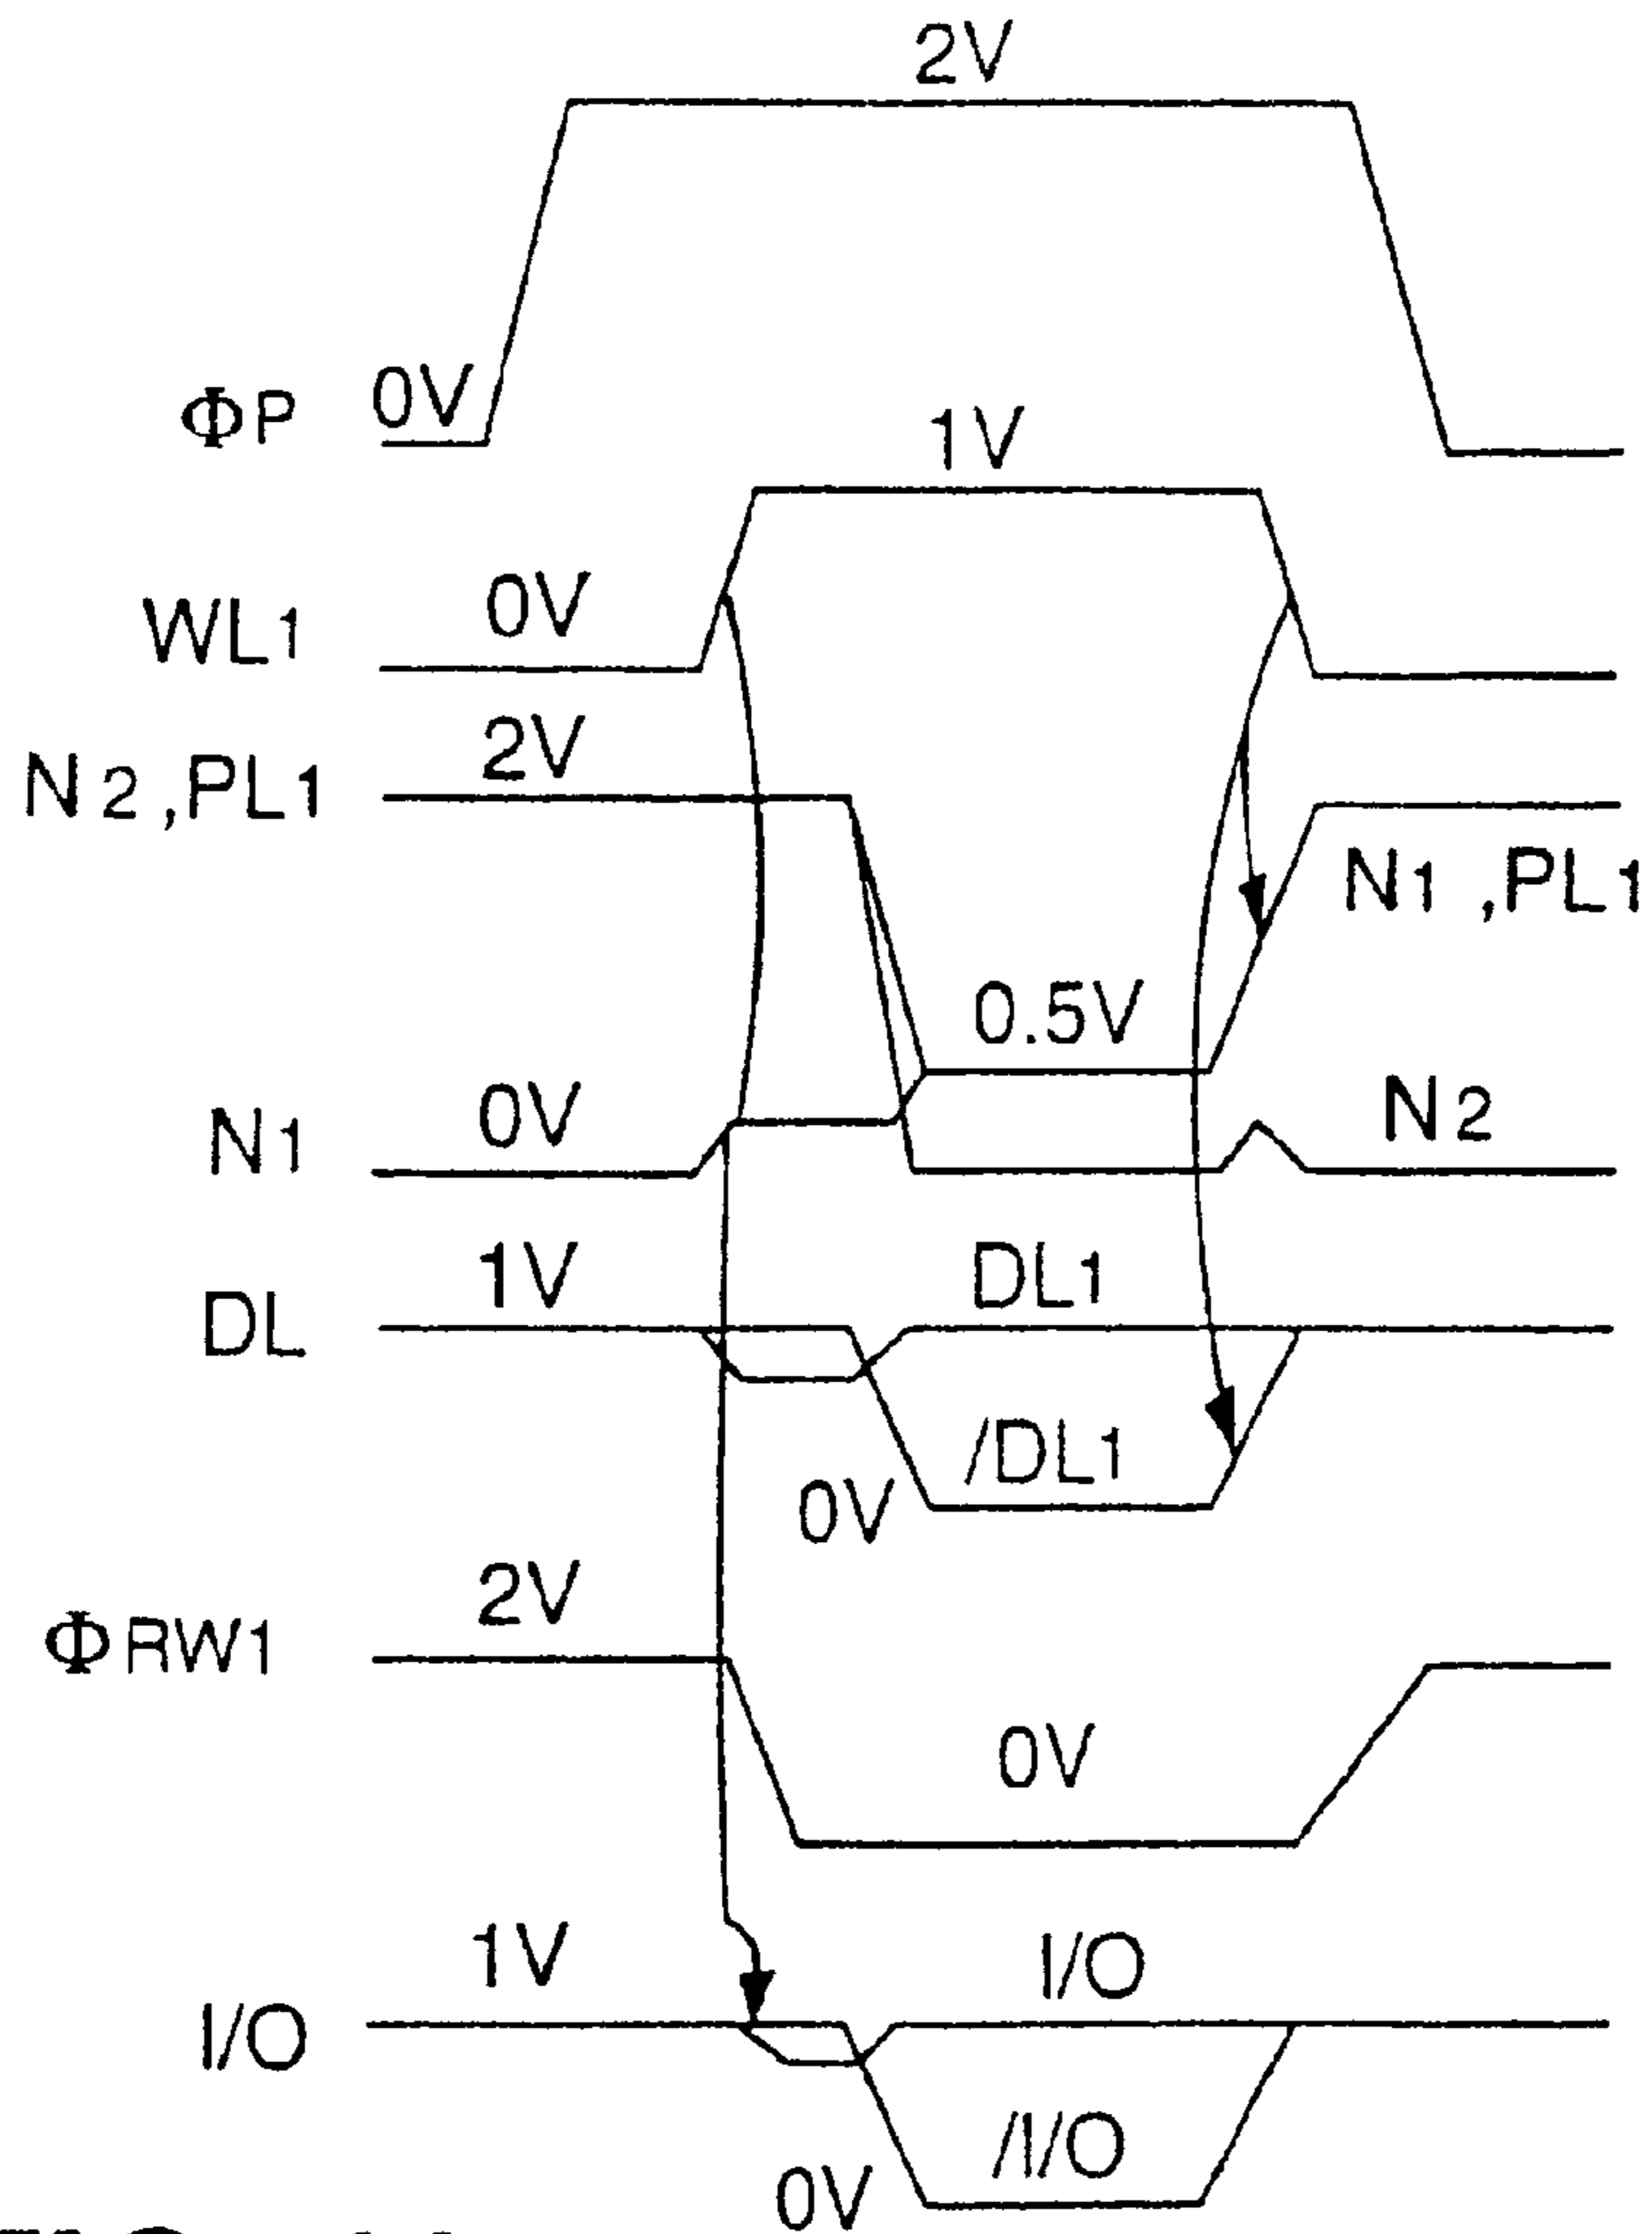 2V
ΦP 0V
1V
WL1 0V
N2,PL1 2V
N1,PL1
0.5V
N1 0V N2
DL 1V DL1
/DL1
0V
ΦRW1 2V
0V
I/O 1V I/O
/I/O
0V